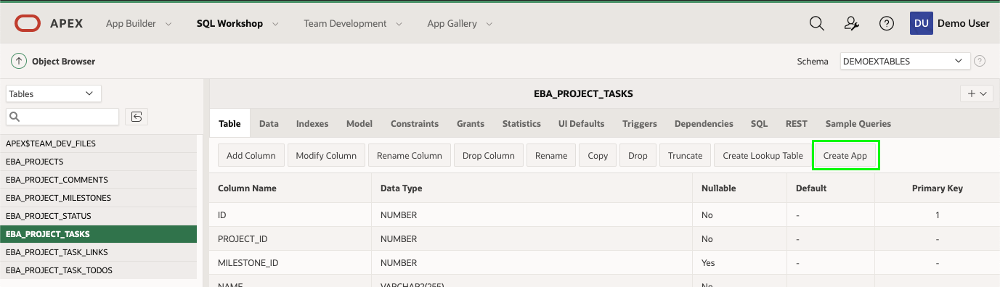 APEX App Builder SQL Workshop Team Development App Gallery ? DU Demo User
Object Browser Schema DEMOEXTABLES ?
Tables
EBA_PROJECT_TASKS +
Table Data Indexes Model Constraints Grants Statistics UI Defaults Triggers Dependencies SQL REST Sample Queries
APEX$TEAM_DEV_FILES
EBA_PROJECTS
EBA_PROJECT_COMMENTS
EBA_PROJECT_MILESTONES
EBA_PROJECT_STATUS
EBA_PROJECT_TASKS
EBA_PROJECT_TASK_LINKS
EBA_PROJECT_TASK_TODOS
Add Column Modify Column Rename Column Drop Column Rename Copy Drop Truncate Create Lookup Table Create App
Column Name Data Type Nullable Default Primary Key
ID NUMBER No - 1
PROJECT_ID NUMBER No - -
MILESTONE_ID NUMBER Yes - -
NAME VARCHAR2(255) No